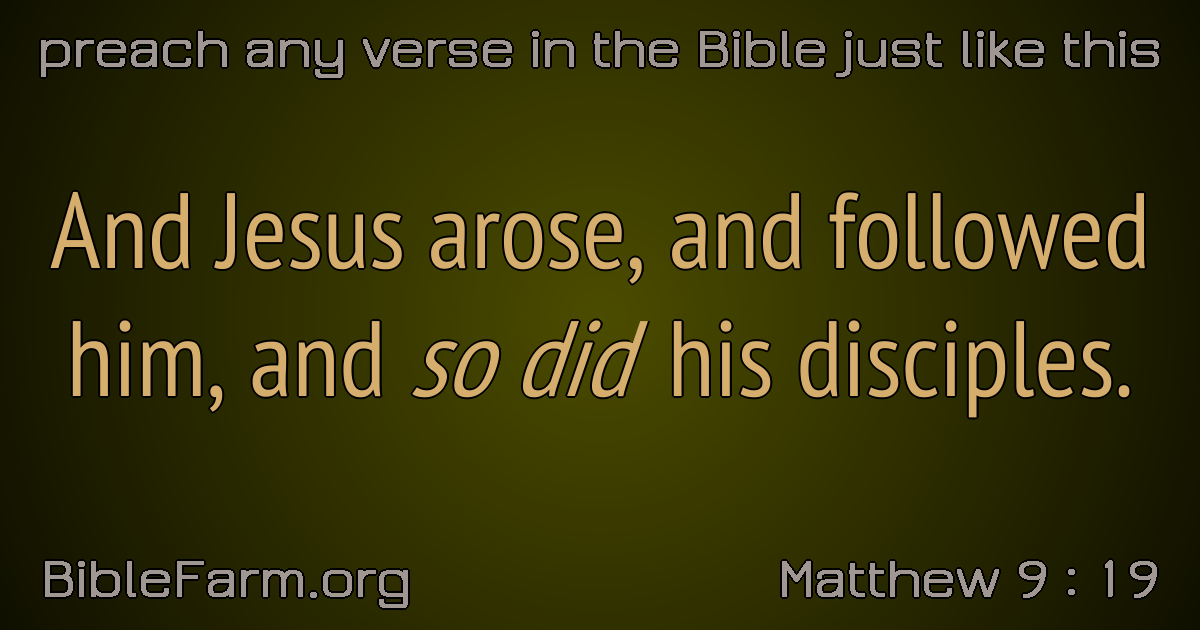 preach any verse in the Bible just like this
And Jesus arose, and followed
him, and so did his disciples.
BibleFarm.org
Matthew 9 : 19